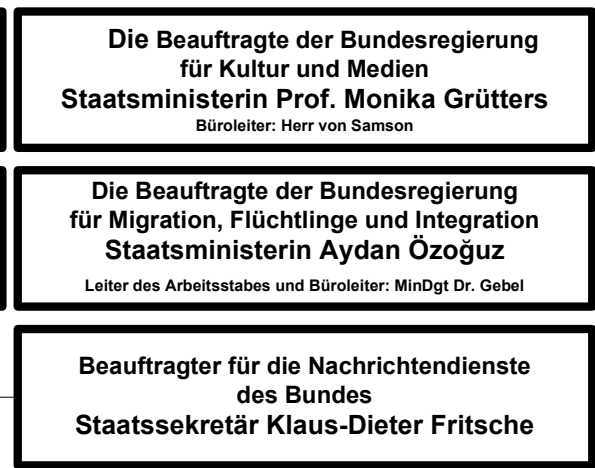 Die Beauftragte der Bundesregierung
für Kultur und Medien
Staatsministerin Prof. Monika Grütters
Büroleiter: Herr von Samson
Die Beauftragte der Bundesregierung
für Migration, Flüchtlinge und Integration
Staatsministerin Aydan Özoğuz
Leiter des Arbeitsstabes und Büroleiter: MinDgt Dr. Gebel
Beauftragter für die Nachrichtendienste
des Bundes
Staatssekretär Klaus-Dieter Fritsche